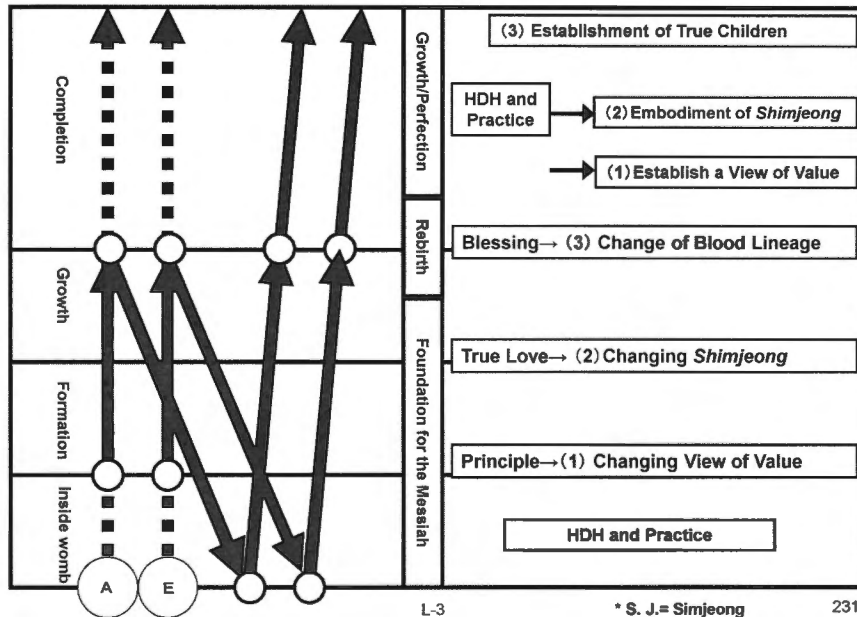 Completion
Growth
Formation
Inside womb
A
E
Growth/Perfection
Rebirth
Foundation for the Messiah
(3) Establishment of True Children
HDH and
Practice
(2) Embodiment of Shimjeong
(1) Establish a View of Value
Blessing→ (3) Change of Blood Lineage
True Love→ (2) Changing Shimjeong
Principle→(1) Changing View of Value
HDH and Practice
L-3
* S. J.= Simjeong
231